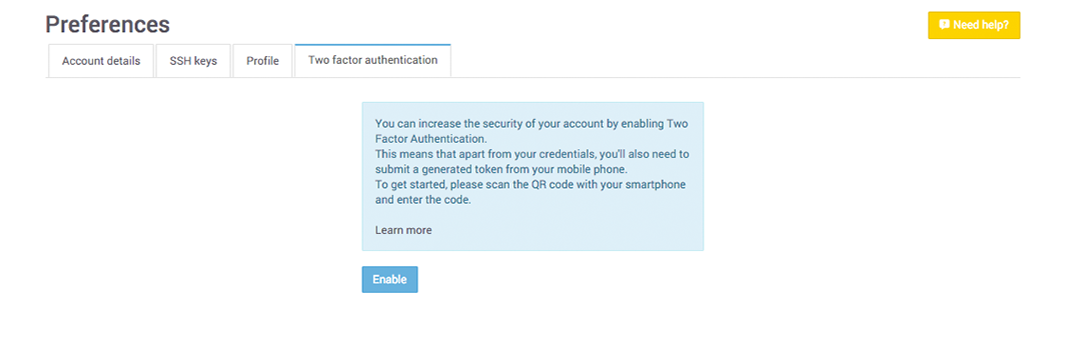 Preferences
Need help?
Account details
SSH keys
Profile
Two factor authentication
You can increase the security of your account by enabling Two
Factor Authentication.
This means that apart from your credentials, you'll also need to
submit a generated token from your mobile phone.
To get started, please scan the QR code with your smartphone
and enter the code.
Learn more
Enable